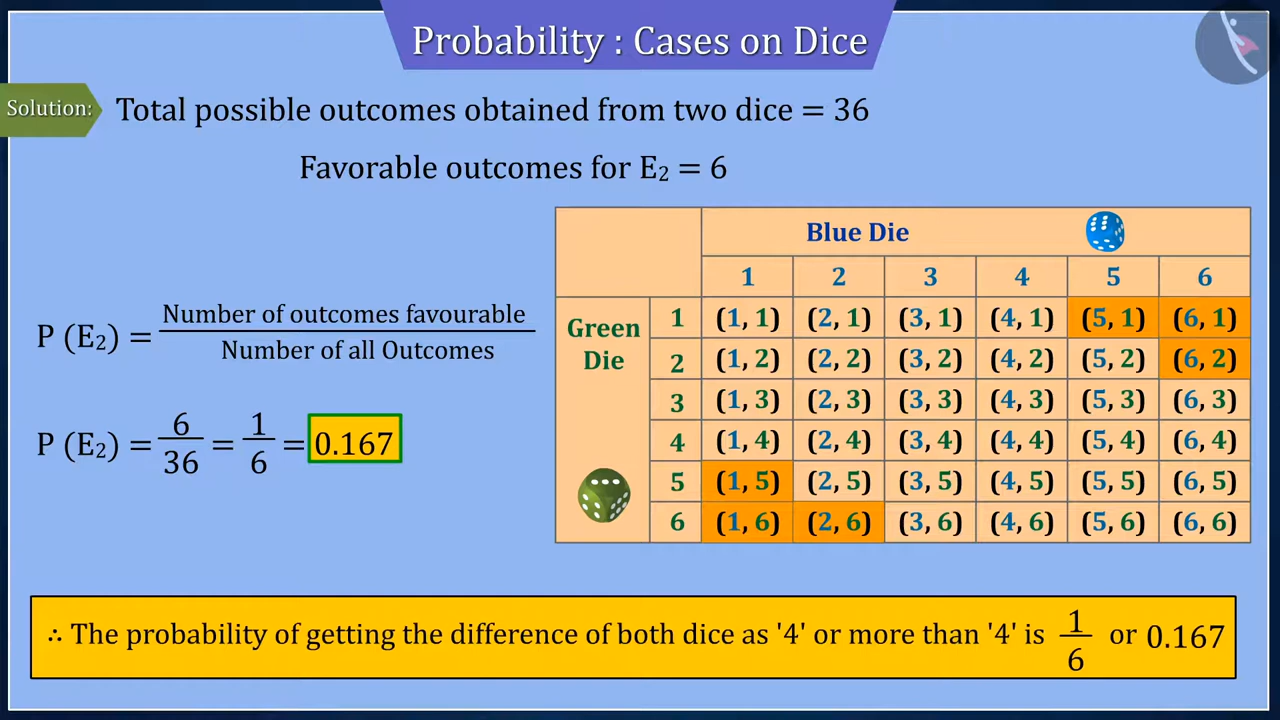 Probability : Cases on Dice
Solution:
Total possible outcomes obtained from two dice = 36
Favorable outcomes for E₂ = 6
P (E₂) = Number of outcomes favourable / Number of all Outcomes
P (E₂) = 6/36 = 1/6 = 0.167
Blue Die
1 2 3 4 5 6
Green Die
1 (1, 1) (2, 1) (3, 1) (4, 1) (5, 1) (6, 1)
2 (1, 2) (2, 2) (3, 2) (4, 2) (5, 2) (6, 2)
3 (1, 3) (2, 3) (3, 3) (4, 3) (5, 3) (6, 3)
4 (1, 4) (2, 4) (3, 4) (4, 4) (5, 4) (6, 4)
5 (1, 5) (2, 5) (3, 5) (4, 5) (5, 5) (6, 5)
6 (1, 6) (2, 6) (3, 6) (4, 6) (5, 6) (6, 6)
∴ The probability of getting the difference of both dice as '4' or more than '4' is 1/6 or 0.167